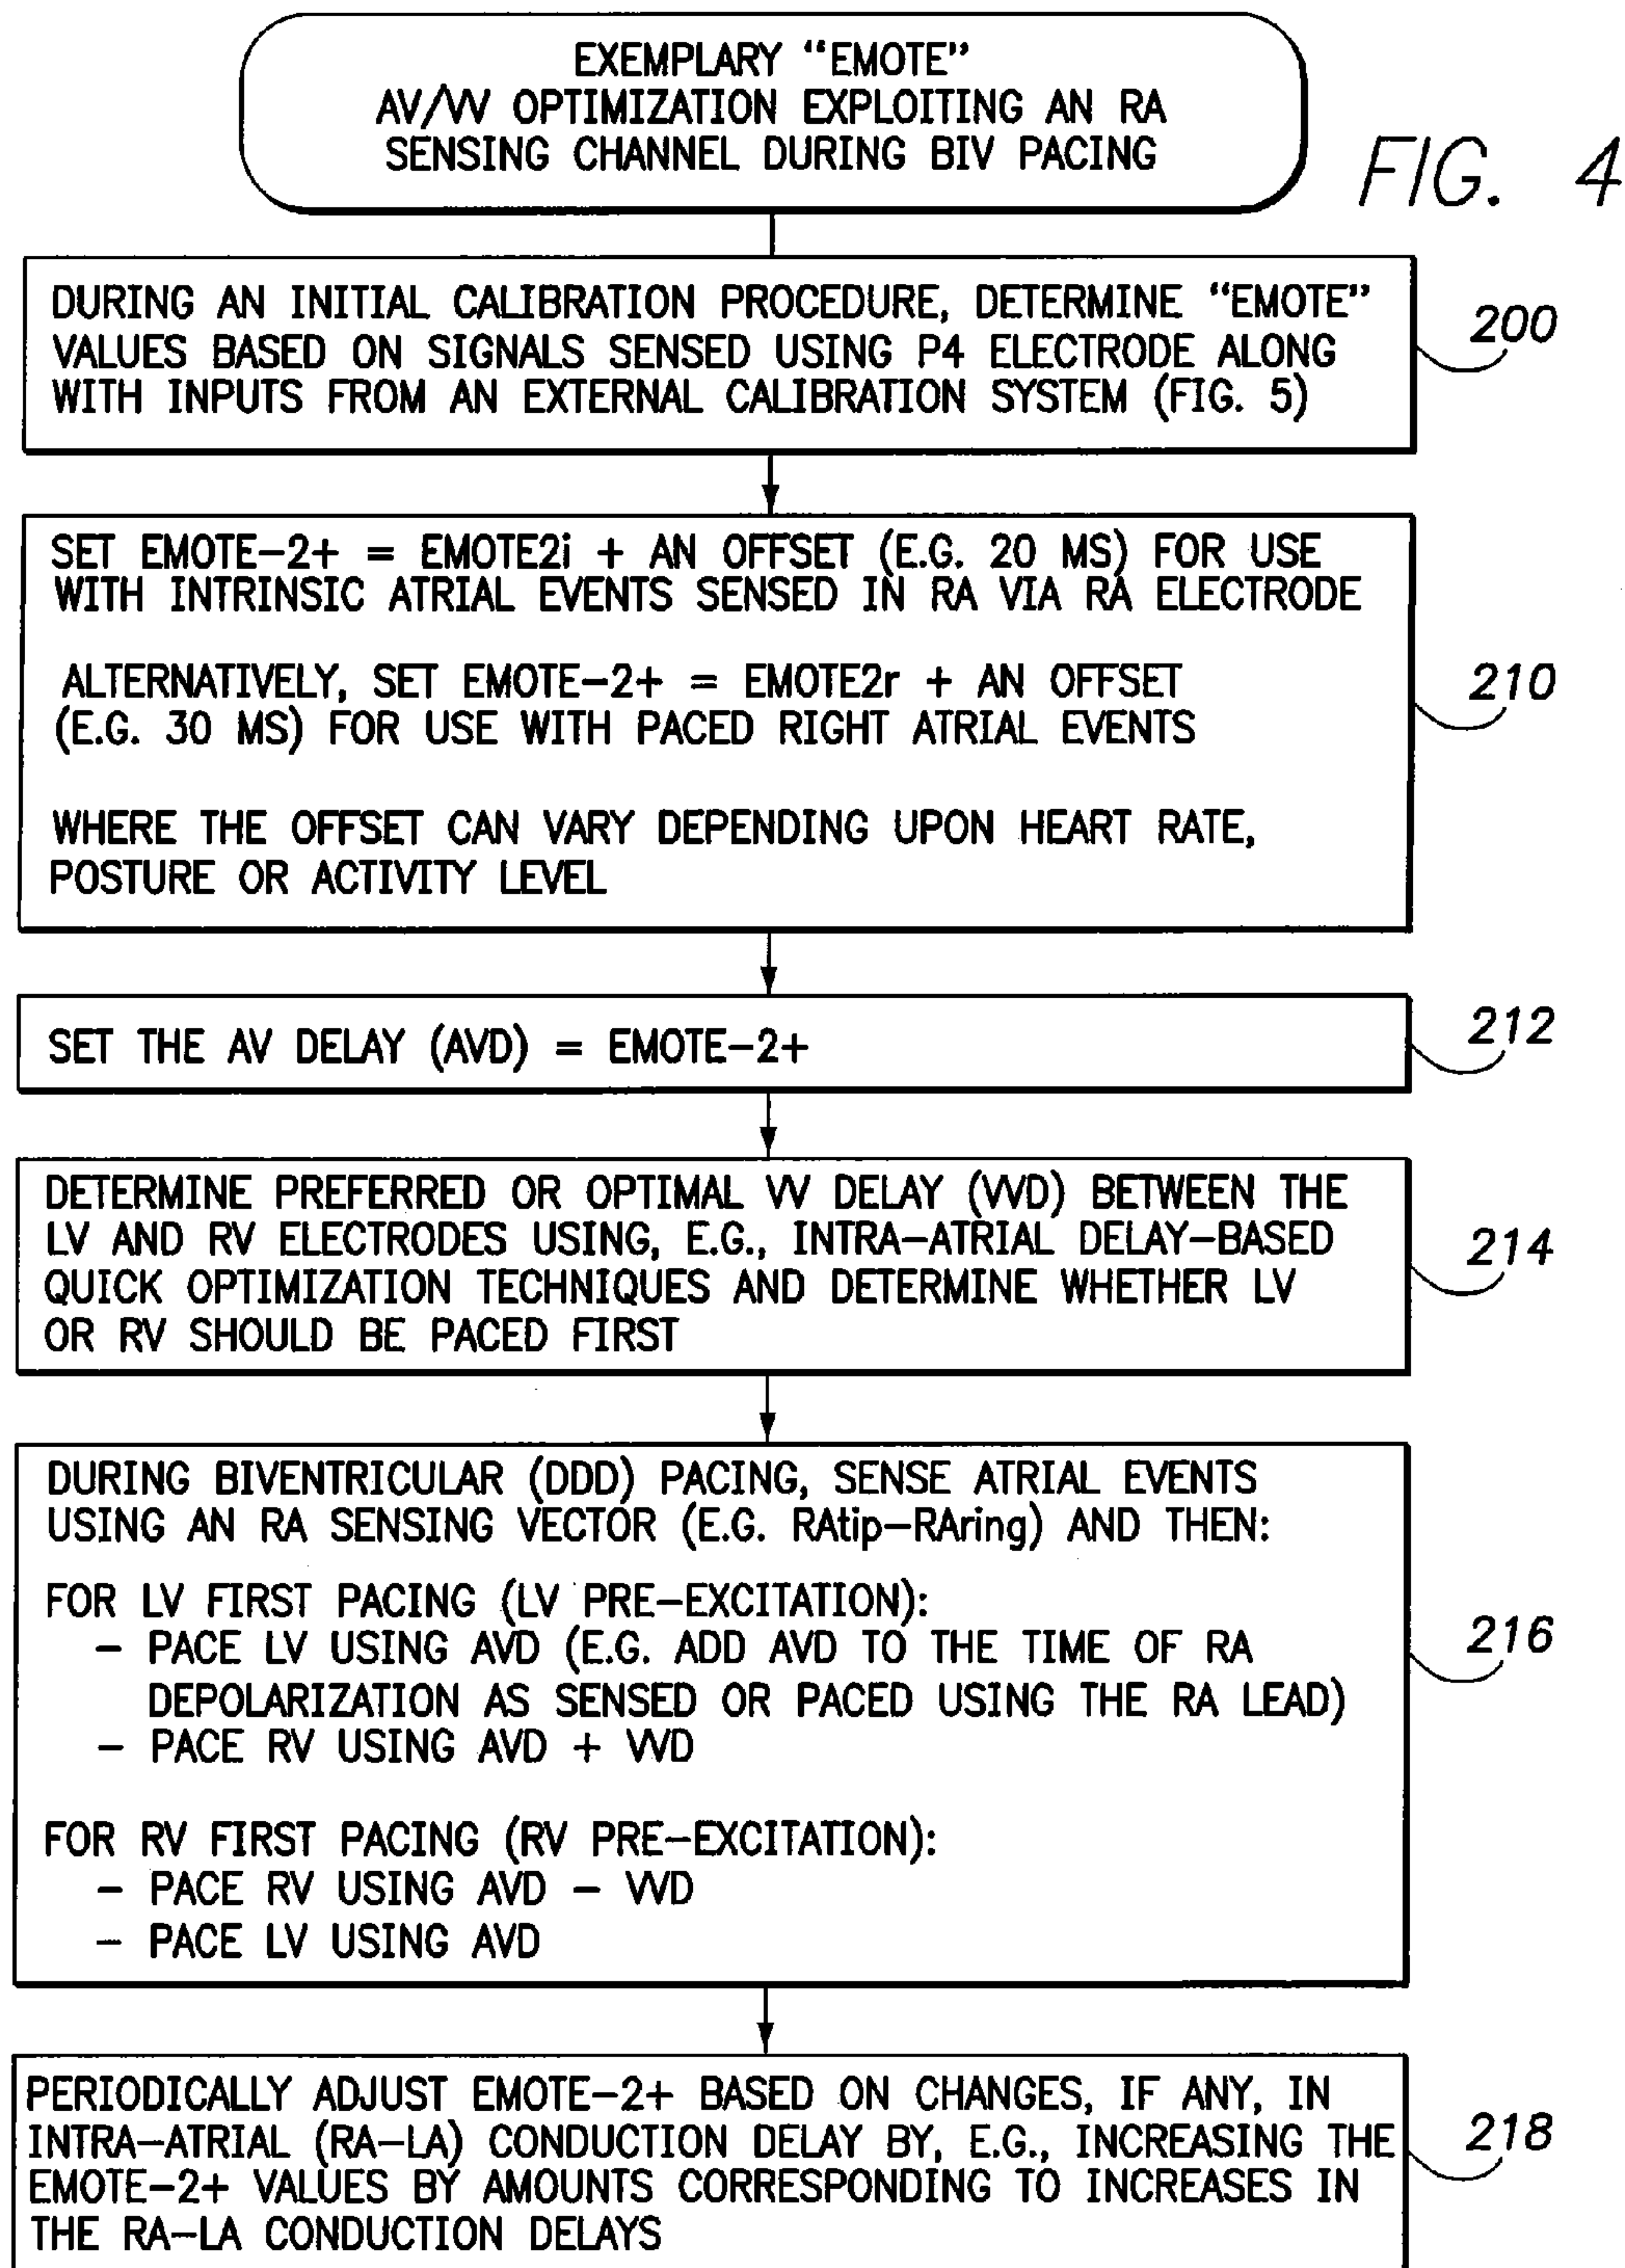 EXEMPLARY "EMOTE"
AV/VV OPTIMIZATION EXPLOITING AN RA
SENSING CHANNEL DURING BIV PACING
FIG. 4
DURING AN INITIAL CALIBRATION PROCEDURE, DETERMINE "EMOTE"
VALUES BASED ON SIGNALS SENSED USING P4 ELECTRODE ALONG
WITH INPUTS FROM AN EXTERNAL CALIBRATION SYSTEM (FIG. 5)
200
SET EMOTE-2+ = EMOTE2i + AN OFFSET (E.G. 20 MS) FOR USE
WITH INTRINSIC ATRIAL EVENTS SENSED IN RA VIA RA ELECTRODE
ALTERNATIVELY, SET EMOTE-2+ = EMOTE2r + AN OFFSET
(E.G. 30 MS) FOR USE WITH PACED RIGHT ATRIAL EVENTS
WHERE THE OFFSET CAN VARY DEPENDING UPON HEART RATE,
POSTURE OR ACTIVITY LEVEL
210
SET THE AV DELAY (AVD) = EMOTE-2+
212
DETERMINE PREFERRED OR OPTIMAL VV DELAY (VVD) BETWEEN THE
LV AND RV ELECTRODES USING, E.G., INTRA-ATRIAL DELAY-BASED
QUICK OPTIMIZATION TECHNIQUES AND DETERMINE WHETHER LV
OR RV SHOULD BE PACED FIRST
214
DURING BIVENTRICULAR (DDD) PACING, SENSE ATRIAL EVENTS
USING AN RA SENSING VECTOR (E.G. RAtip-RAring) AND THEN:
FOR LV FIRST PACING (LV PRE-EXCITATION):
- PACE LV USING AVD (E.G. ADD AVD TO THE TIME OF RA
DEPOLARIZATION AS SENSED OR PACED USING THE RA LEAD)
- PACE RV USING AVD + VVD
FOR RV FIRST PACING (RV PRE-EXCITATION):
- PACE RV USING AVD - VVD
- PACE LV USING AVD
216
PERIODICALLY ADJUST EMOTE-2+ BASED ON CHANGES, IF ANY, IN
INTRA-ATRIAL (RA-LA) CONDUCTION DELAY BY, E.G., INCREASING THE
EMOTE-2+ VALUES BY AMOUNTS CORRESPONDING TO INCREASES IN
THE RA-LA CONDUCTION DELAYS
218